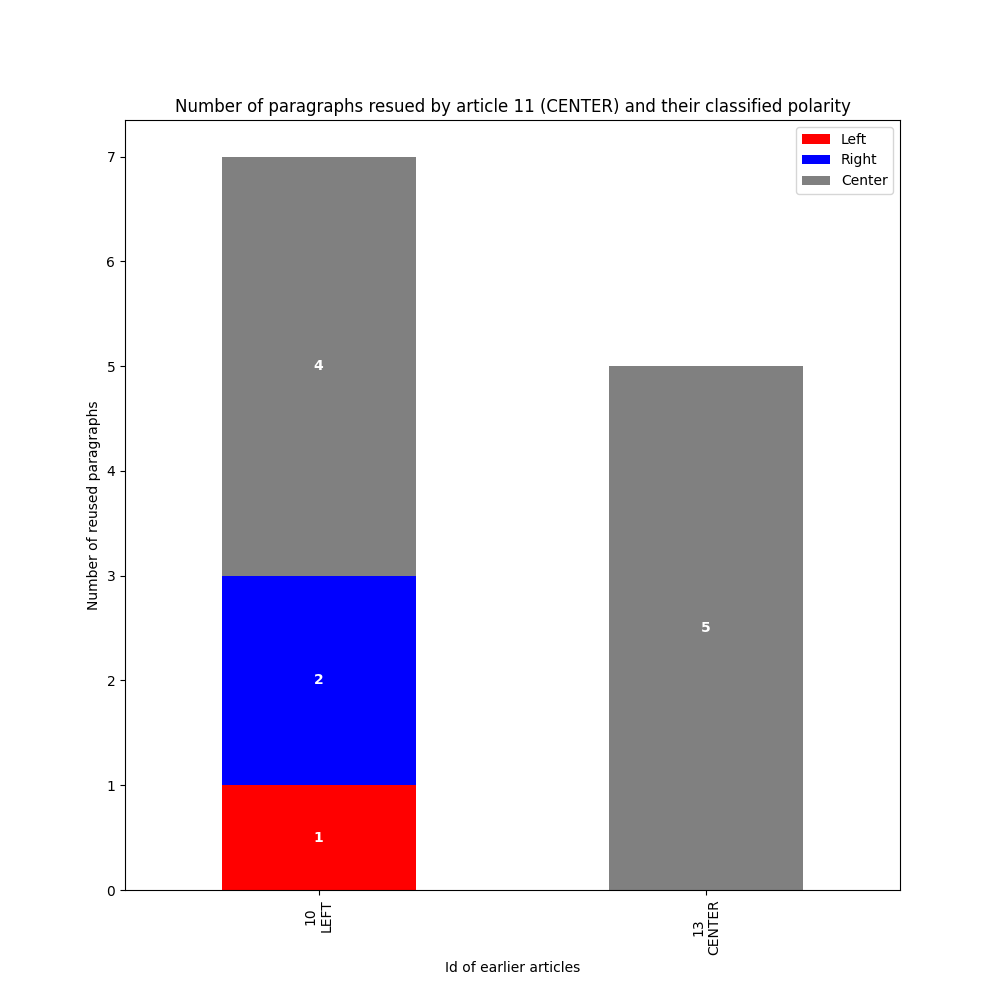 Number of paragraphs resued by article 11 (CENTER) and their classified polarity
Left
Right
Center
7
6
5
4
3
2
1
0
4
2
1
5
Number of reused paragraphs
10
LEFT
13
CENTER
Id of earlier articles